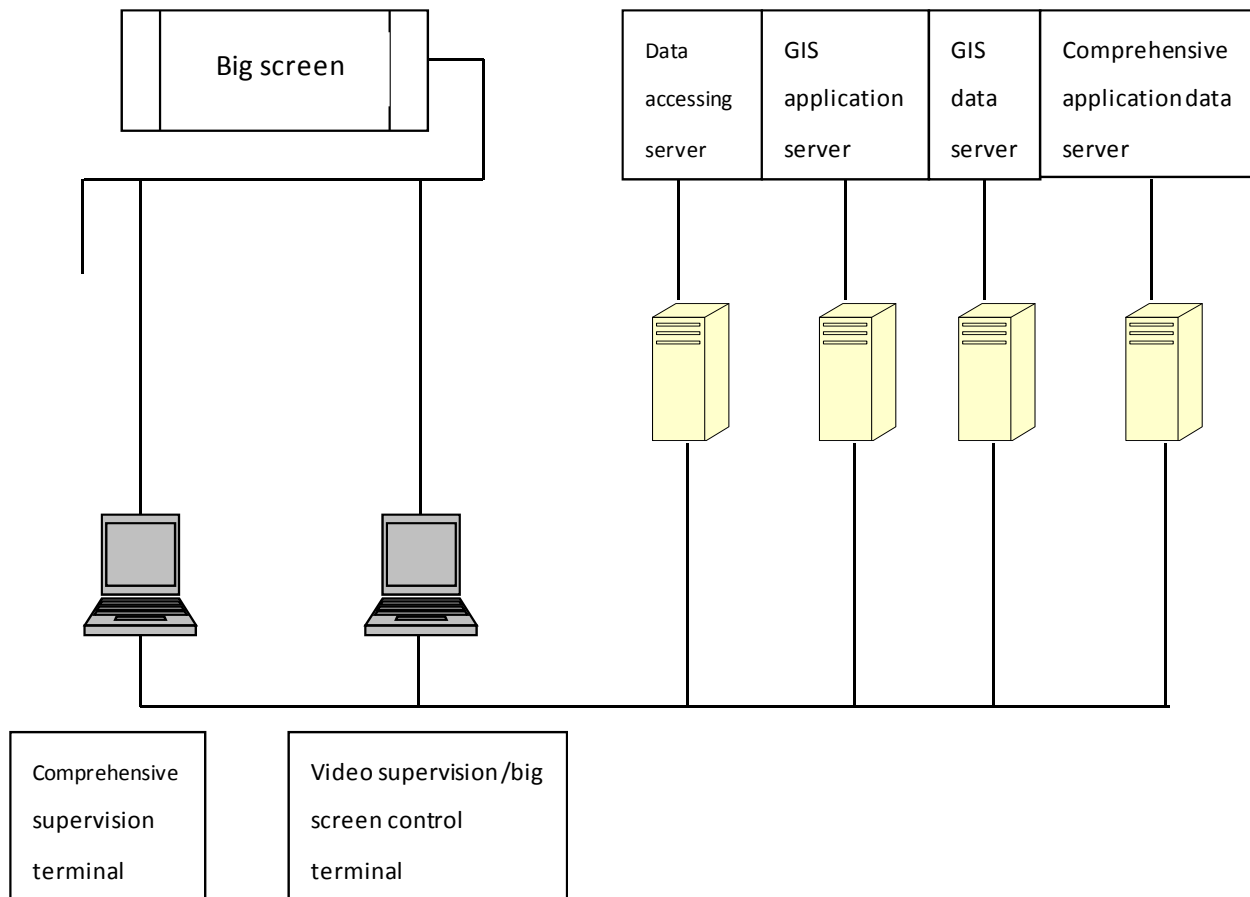 Big screen
Data
accessing
server
GIS
application
server
GIS
data
server
Comprehensive
application data
server
Comprehensive
supervision
terminal
Video supervision/big
screen control
terminal